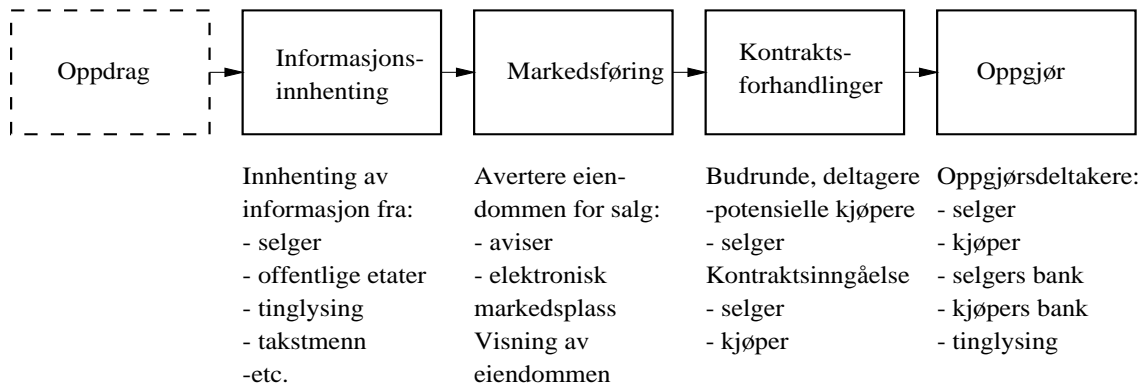 Oppdrag
Informasjons-
innhenting
Markedsføring
Kontrakts-
forhandlinger
Oppgjør
Innhenting av
informasjon fra:
- selger
- offentlige etater
- tinglysing
- takstmenn
-etc.
Avertere eien-
dommen for salg:
- aviser
- elektronisk
markedsplass
Visning av
eiendommen
Budrunde, deltagere
-potensielle kjøpere
- selger
Kontraktsinngåelse
- selger
- kjøper
Oppgjørsdeltakere:
- selger
- kjøper
- selgers bank
- kjøpers bank
- tinglysing